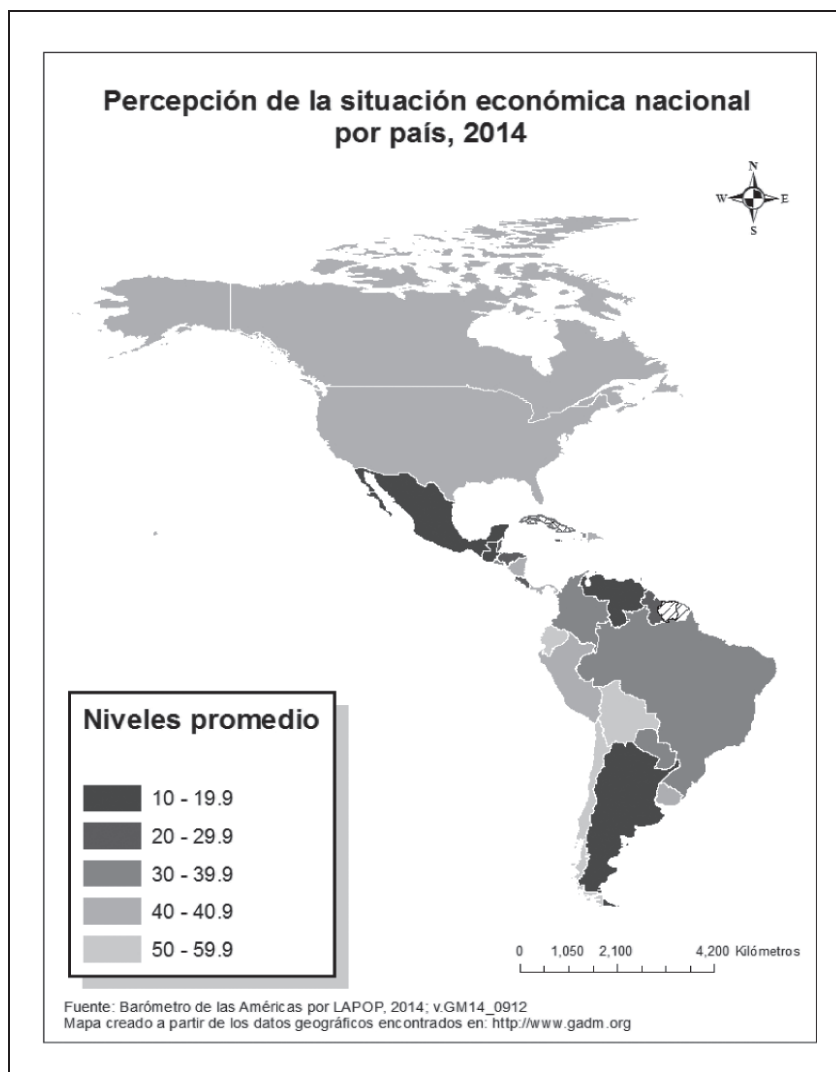 Percepción de la situación económica nacional
por país, 2014
N
W E
S
Niveles promedio
10 - 19.9
20 - 29.9
30 - 39.9
40 - 40.9
50 - 59.9
0 1,050 2,100 4,200 Kilómetros
Fuente: Barómetro de las Américas por LAPOP, 2014; v.GM14_0912
Mapa creado a partir de los datos geográficos encontrados en: http://www.gadm.org